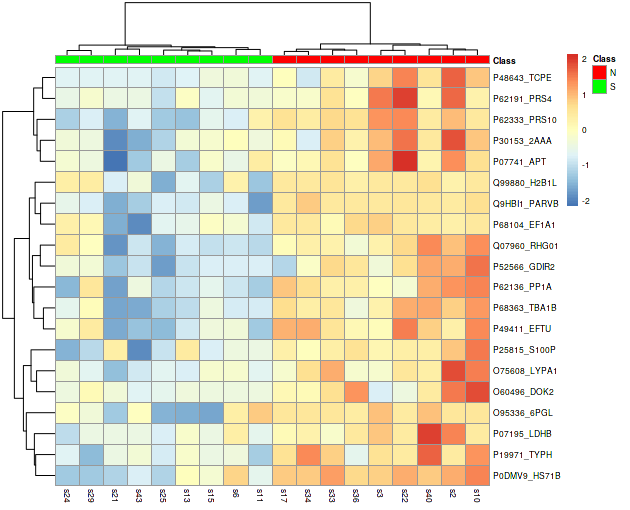 Class
P48643_TCPE
P62191_PRS4
P62333_PRS10
P30153_2AAA
P07741_APT
Q99880_H2B1L
Q9HBI1_PARVB
P68104_EF1A1
Q07960_RHG01
P52566_GDIR2
P62136_PP1A
P68363_TBA1B
P49411_EFTU
P25815_S100P
O75608_LYPA1
O60496_DOK2
O95336_6PGL
P07195_LDHB
P19971_TYPH
P0DMV9_HS71B
s24 s29 s21 s43 s25 s13 s15 s6 s11 s17 s34 s33 s36 s3 s22 s40 s2 s10
2
1
0
-1
-2
Class
N
S